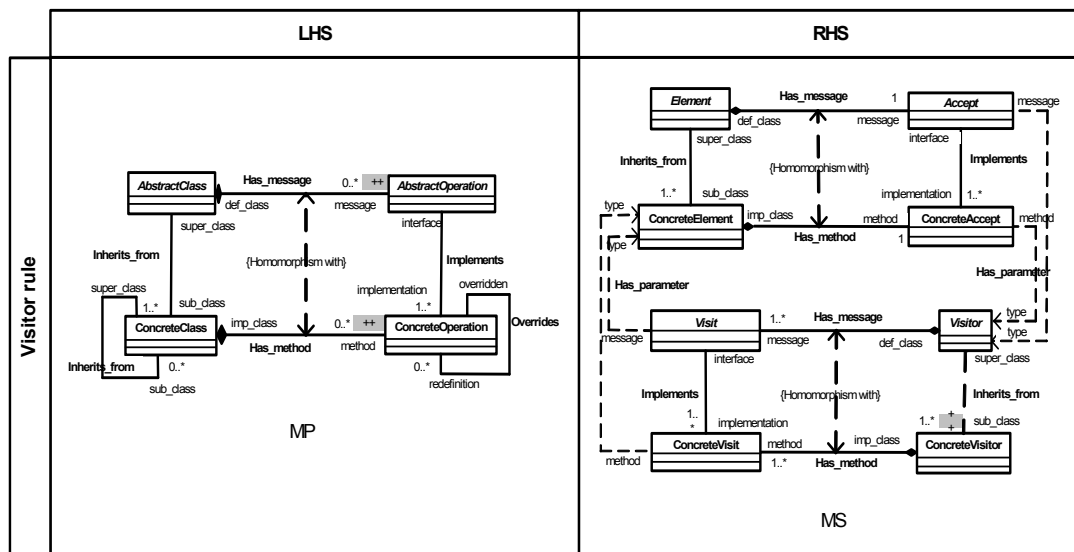 LHS
RHS
Visitor rule
AbstractClass
Has_message
0..* ++
AbstractOperation
def_class
message
super_class
interface
Inherits_from
{Homomorphism with}
Implements
super_class
1..*
sub_class
implementation
1..*
overridden
ConcreteClass
imp_class
0..* ++
ConcreteOperation
Overrides
Has_method
method
Inherits_from
0..*
sub_class
0..*
redefinition
MP
Element
Has_message
1
Accept
message
def_class
message
super_class
interface
Inherits_from
{Homomorphism with}
Implements
1..*
sub_class
implementation
1..*
type
ConcreteElement
imp_class
method
ConcreteAccept
method
type
Has_method
1
Has_parameter
Has_parameter
type
Visit
1..*
Has_message
Visitor
type
message
message
def_class
interface
super_class
Implements
{Homomorphism with}
Inherits_from
1..
*
implementation
1..*
+
+
sub_class
ConcreteVisit
method
imp_class
ConcreteVisitor
method
1..*
Has_method
MS